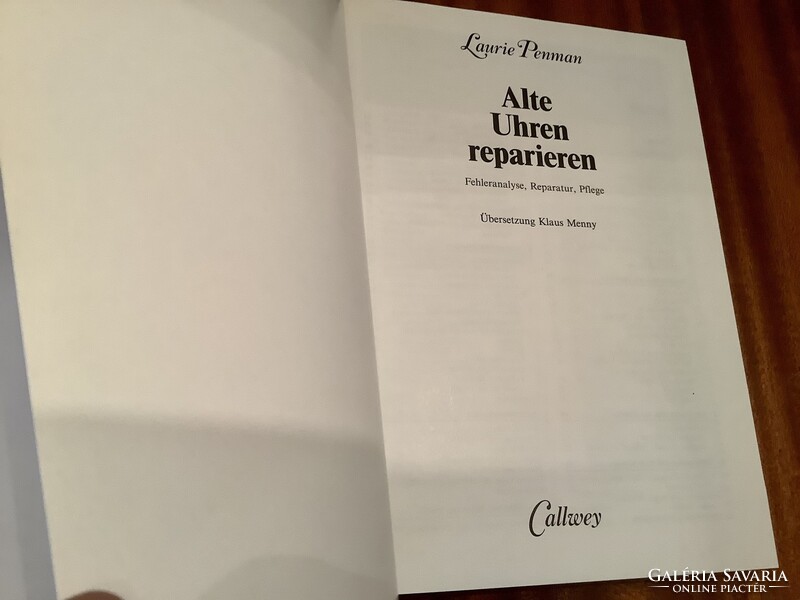 Laurie Penman
Alte
Uhren
reparieren
Fehleranalyse, Reparatur, Pflege
Übersetzung Klaus Menny
Callwey
GALÉRIA SAVARIA
ONLINE PIACTÉR